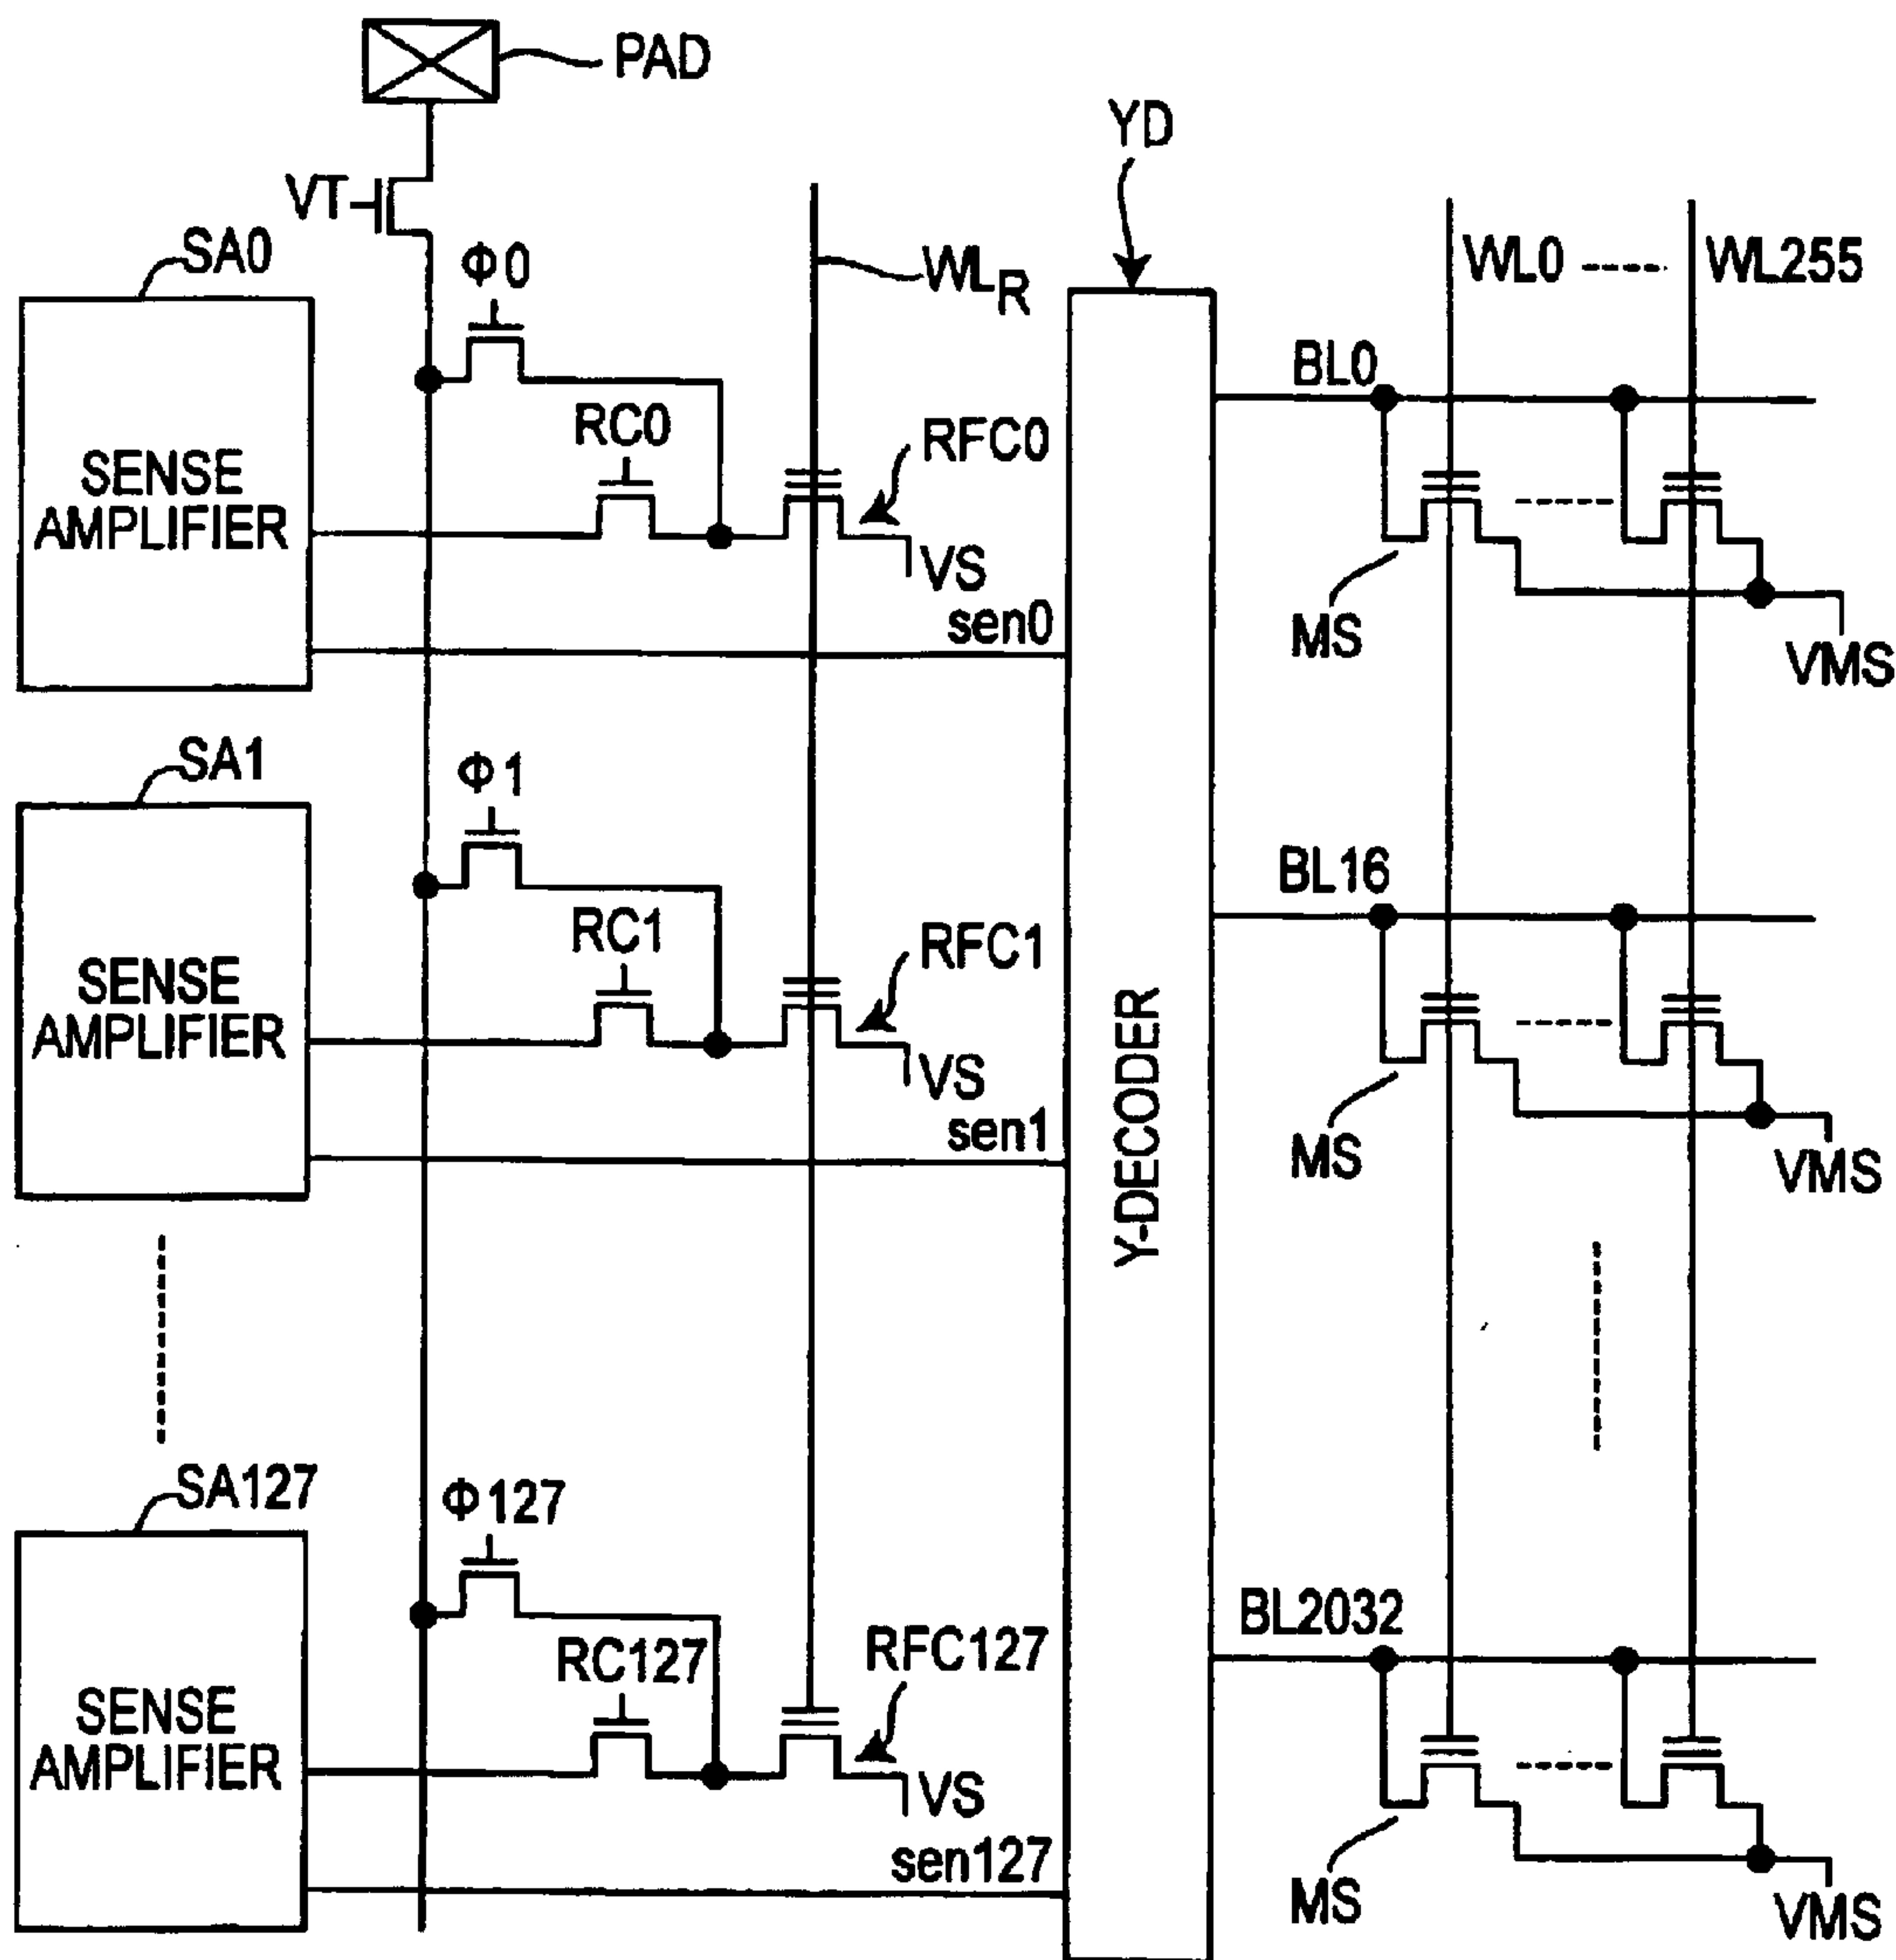 PAD
YD
VT
SA0
Φ0
WLR
WL0
WL255
BL0
RC0
RFC0
SENSE
AMPLIFIER
VS
sen0
MS
VMS
SA1
Φ1
BL16
RC1
RFC1
SENSE
AMPLIFIER
VS
sen1
MS
VMS
Y-DECODER
SA127
Φ127
BL2032
RC127
RFC127
SENSE
AMPLIFIER
VS
sen127
MS
VMS